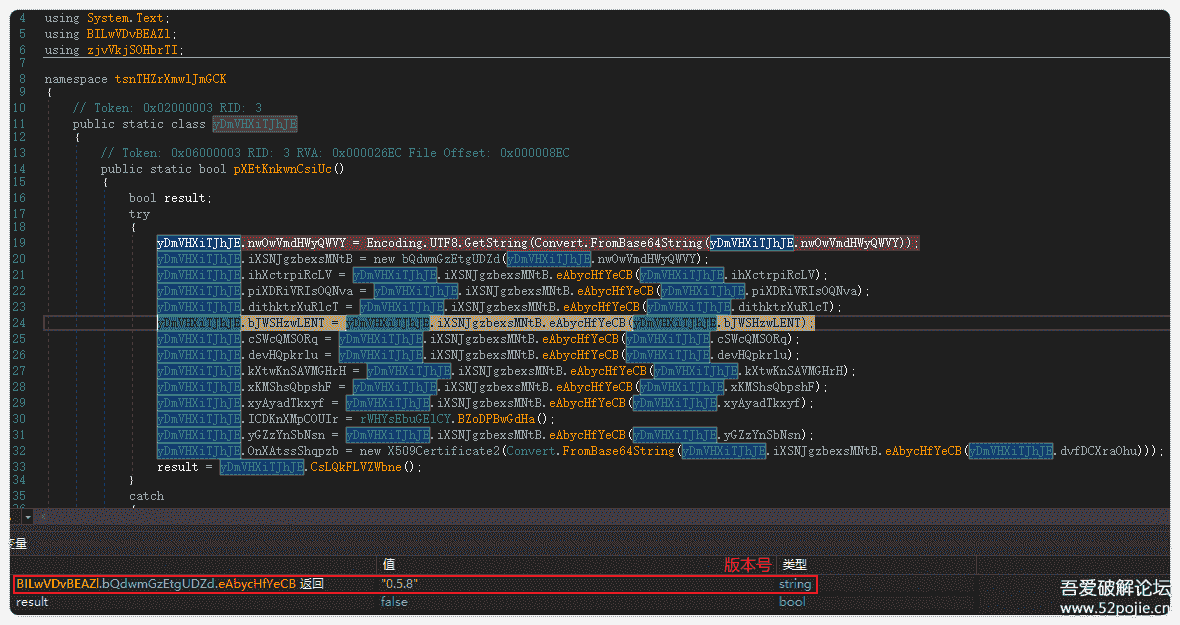 4 using System.Text;
5 using BILwVDvBEAZl;
6 using zjvVkjSOHbrTI;
7
8 namespace tsnTHZrXmwlJmGCK
9 {
10 // Token: 0x02000003 RID: 3
11 public static class yDmVHXiTJhJE
12 {
13 // Token: 0x06000003 RID: 3 RVA: 0x000026EC File Offset: 0x000008EC
14 public static bool pXEtKnkwnCsiUc()
15 {
16 bool result;
17 try
18 {
19 yDmVHXiTJhJE.nwOwVmdHWyQWVY = Encoding.UTF8.GetString(Convert.FromBase64String(yDmVHXiTJhJE.nwOwVmdHWyQWVY));
20 yDmVHXiTJhJE.iXSNJgzbexsMNtB = new bQdwmGzEtgUDZd(yDmVHXiTJhJE.nwOwVmdHWyQWVY);
21 yDmVHXiTJhJE.ihXctrpiRcLV = yDmVHXiTJhJE.iXSNJgzbexsMNtB.eAbycHfYeCB(yDmVHXiTJhJE.ihXctrpiRcLV);
22 yDmVHXiTJhJE.piXDRiVRIsOQNva = yDmVHXiTJhJE.iXSNJgzbexsMNtB.eAbycHfYeCB(yDmVHXiTJhJE.piXDRiVRIsOQNva);
23 yDmVHXiTJhJE.dithktrXuRlcT = yDmVHXiTJhJE.iXSNJgzbexsMNtB.eAbycHfYeCB(yDmVHXiTJhJE.dithktrXuRlcT);
24 yDmVHXiTJhJE.bJWSHzwLENT = yDmVHXiTJhJE.iXSNJgzbexsMNtB.eAbycHfYeCB(yDmVHXiTJhJE.bJWSHzwLENT);
25 yDmVHXiTJhJE.cSWcQMSORq = yDmVHXiTJhJE.iXSNJgzbexsMNtB.eAbycHfYeCB(yDmVHXiTJhJE.cSWcQMSORq);
26 yDmVHXiTJhJE.devHQpkrlu = yDmVHXiTJhJE.iXSNJgzbexsMNtB.eAbycHfYeCB(yDmVHXiTJhJE.devHQpkrlu);
27 yDmVHXiTJhJE.kXtwKnSAVMGHrH = yDmVHXiTJhJE.iXSNJgzbexsMNtB.eAbycHfYeCB(yDmVHXiTJhJE.kXtwKnSAVMGHrH);
28 yDmVHXiTJhJE.xKMShsQbpshF = yDmVHXiTJhJE.iXSNJgzbexsMNtB.eAbycHfYeCB(yDmVHXiTJhJE.xKMShsQbpshF);
29 yDmVHXiTJhJE.xyAyadTkxyf = yDmVHXiTJhJE.iXSNJgzbexsMNtB.eAbycHfYeCB(yDmVHXiTJhJE.xyAyadTkxyf);
30 yDmVHXiTJhJE.ICDKnXMpCOUIr = rWHYsEbuGElCY.BZoDPBwGdHa();
31 yDmVHXiTJhJE.yGZzYnSbNsn = yDmVHXiTJhJE.iXSNJgzbexsMNtB.eAbycHfYeCB(yDmVHXiTJhJE.yGZzYnSbNsn);
32 yDmVHXiTJhJE.OnXAtssShqpzb = new X509Certificate2(Convert.FromBase64String(yDmVHXiTJhJE.iXSNJgzbexsMNtB.eAbycHfYeCB(yDmVHXiTJhJE.dvfDCXraOhu)));
33 result = yDmVHXiTJhJE.CsLQkFLVZWbne();
34 }
35 catch
变量
值 版本号 类型
BILwVDvBEAZl.bQdwmGzEtgUDZd.eAbycHfYeCB 返回 "0.5.8" string
result false bool
吾爱破解论坛
www.52pojie.cn